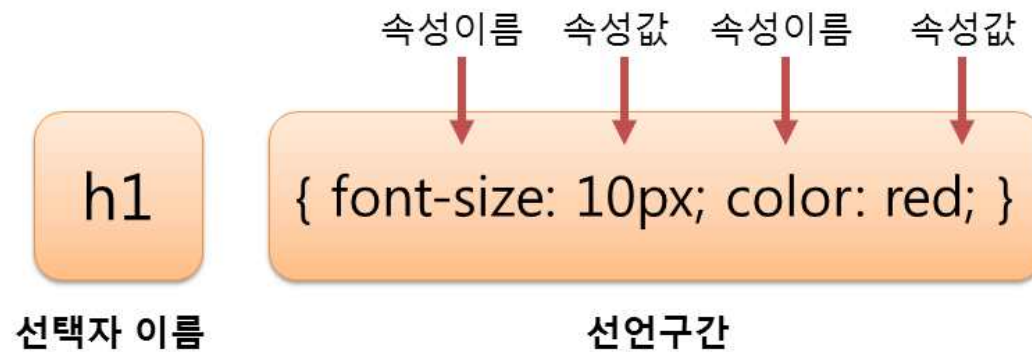 속성이름 속성값 속성이름 속성값
h1 { font-size: 10px; color: red; }
선택자 이름 선언구간